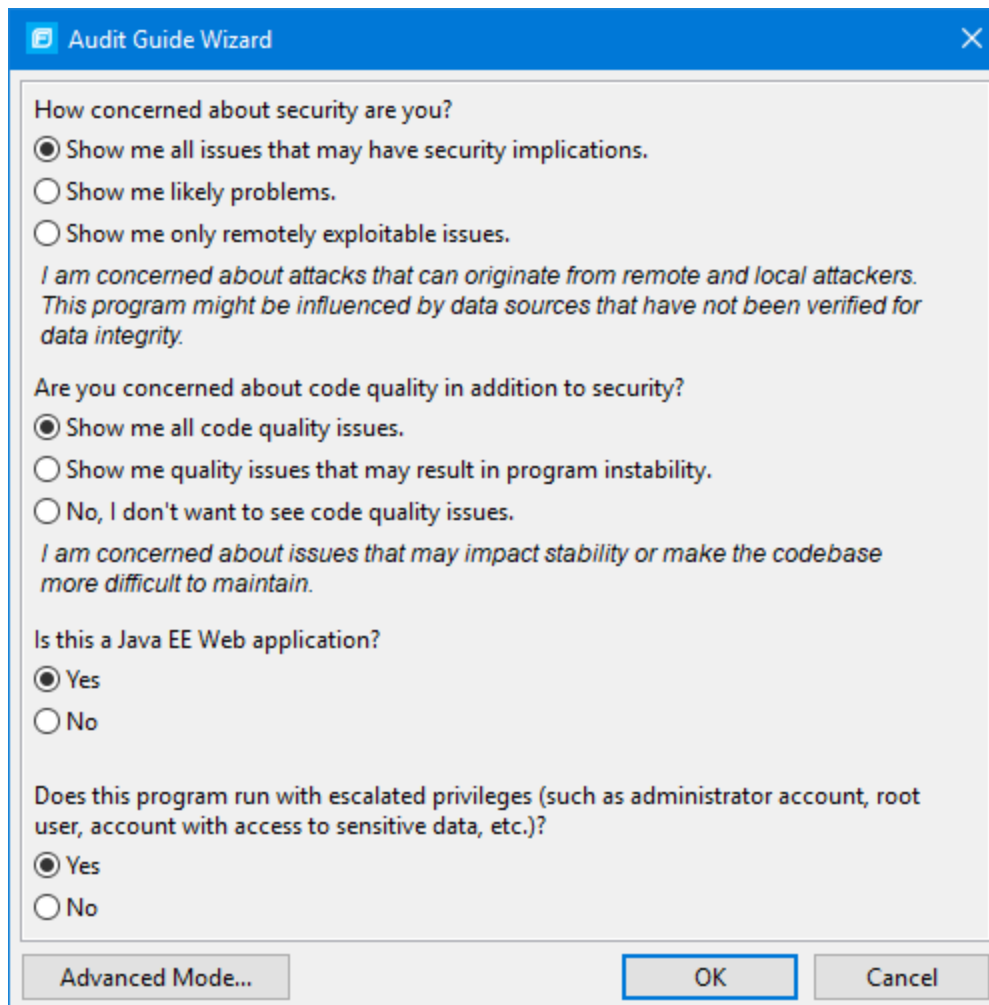 Audit Guide Wizard
How concerned about security are you?
Show me all issues that may have security implications.
Show me likely problems.
Show me only remotely exploitable issues.
I am concerned about attacks that can originate from remote and local attackers.
This program might be influenced by data sources that have not been verified for
data integrity.
Are you concerned about code quality in addition to security?
Show me all code quality issues.
Show me quality issues that may result in program instability.
No, I don't want to see code quality issues.
I am concerned about issues that may impact stability or make the codebase
more difficult to maintain.
Is this a Java EE Web application?
Yes
No
Does this program run with escalated privileges (such as administrator account, root
user, account with access to sensitive data, etc.)?
Yes
No
Advanced Mode... OK Cancel